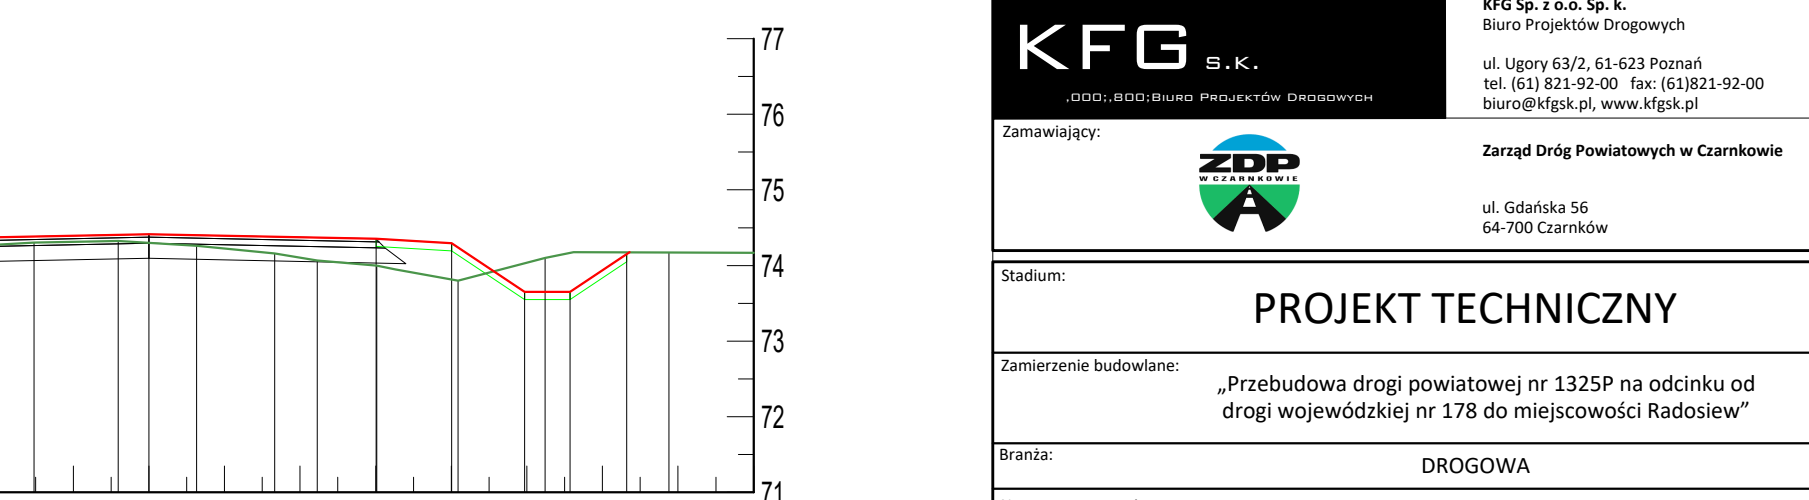 77
76
75
74
73
72
71
KFG S.K.
,000;,800;Biuro Projektów Drogowych
KFG Sp. z o.o. Sp. k.
Biuro Projektów Drogowych
ul. Ugory 63/2, 61-623 Poznań
tel. (61) 821-92-00 fax: (61)821-92-00
biuro@kfgsk.pl, www.kfgsk.pl
Zamawiający:
ZDP
W CZARNKOWIE
Zarząd Dróg Powiatowych w Czarnkowie
ul. Gdańska 56
64-700 Czarnków
Stadium:
PROJEKT TECHNICZNY
Zamierzenie budowlane:
„Przebudowa drogi powiatowej nr 1325P na odcinku od
drogi wojewódzkiej nr 178 do miejscowości Radosiew”
Branża:
DROGOWA